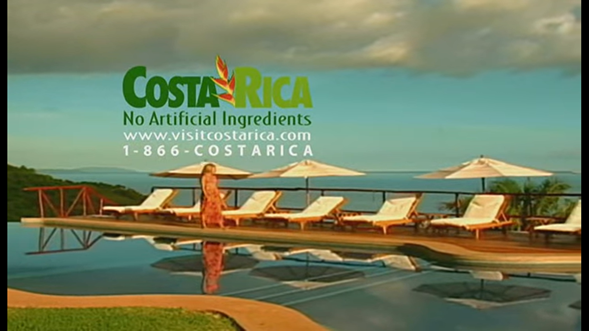 COSTA RICA
No Artificial Ingredients
www.visitcostarica.com
1-866-COSTARICA